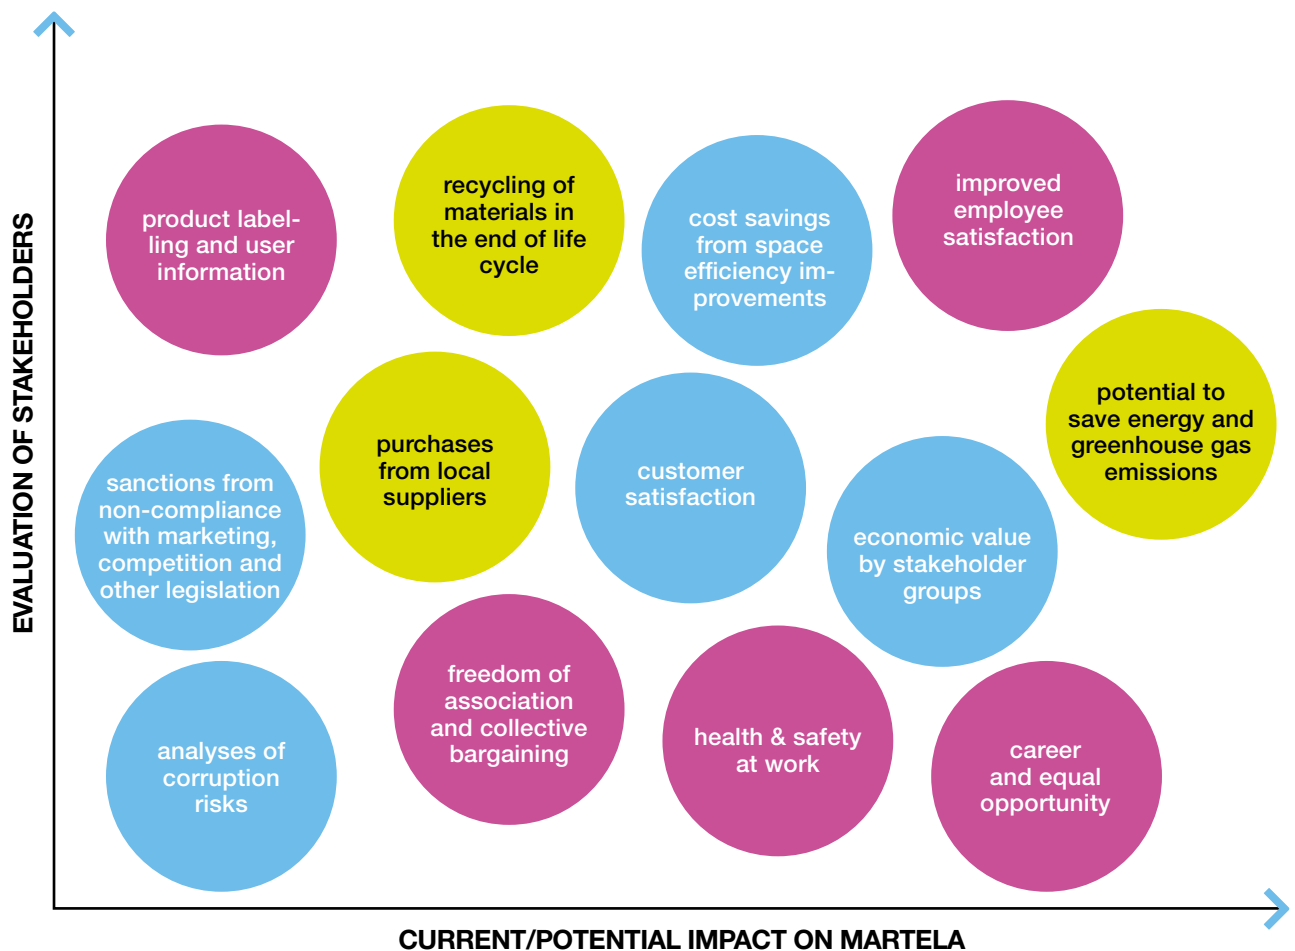 EVALUATION OF STAKEHOLDERS
product label-
ling and user
information
recycling of
materials in
the end of life
cycle
cost savings
from space
efficiency im-
provements
improved
employee
satisfaction
potential to
save energy and
greenhouse gas
emissions
purchases
from local
suppliers
customer
satisfaction
sanctions from
non-compliance
with marketing,
competition and
other legislation
economic value
by stakeholder
groups
freedom of
association
and collective
bargaining
health & safety
at work
analyses of
corruption
risks
career
and equal
opportunity
CURRENT/POTENTIAL IMPACT ON MARTELA